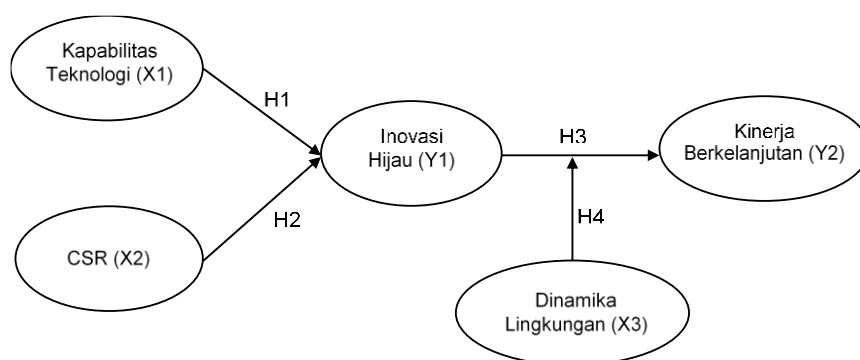 Kapabilitas
Teknologi (X1)
H1
Inovasi
Hijau (Y1)
H3
Kinerja
Berkelanjutan (Y2)
H2
H4
CSR (X2)
Dinamika
Lingkungan (X3)